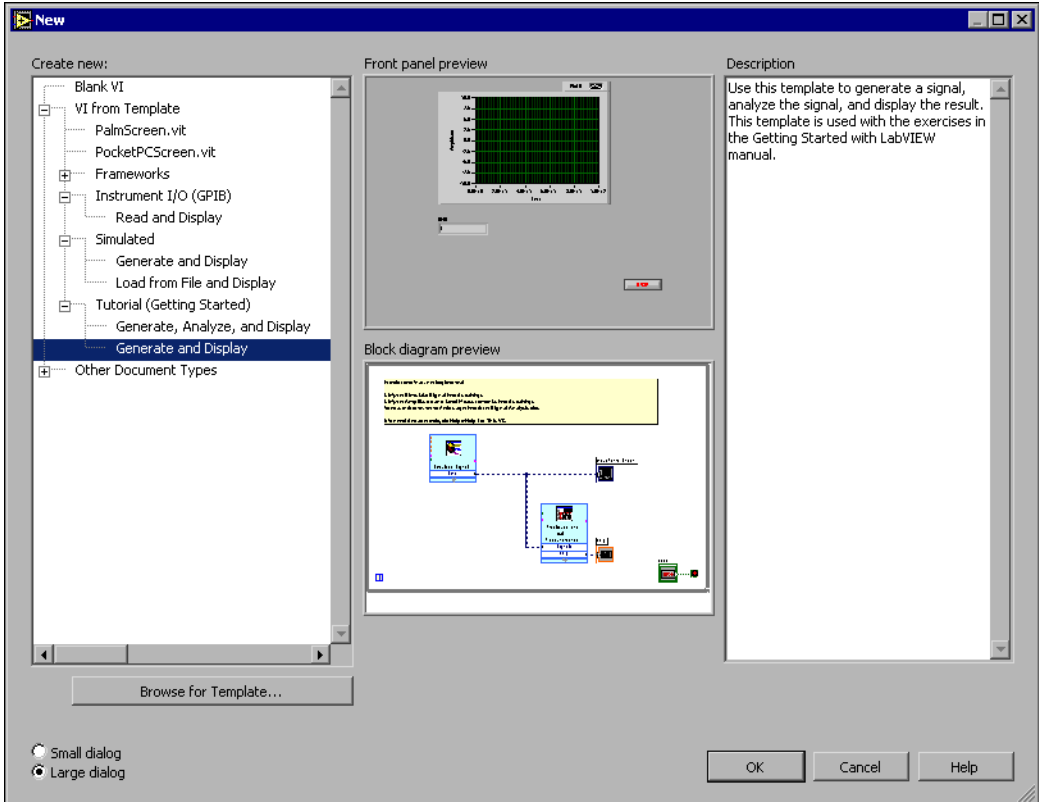 New
Create new:
Blank VI
VI from Template
PalmScreen.vit
PocketPCScreen.vit
Frameworks
Instrument I/O (GPIB)
Read and Display
Simulated
Generate and Display
Load from File and Display
Tutorial (Getting Started)
Generate, Analyze, and Display
Generate and Display
Other Document Types
Browse for Template...
Small dialog
Large dialog
Front panel preview
Block diagram preview
Description
Use this template to generate a signal,
analyze the signal, and display the result.
This template is used with the exercises in
the Getting Started with LabVIEW
manual.
OK
Cancel
Help